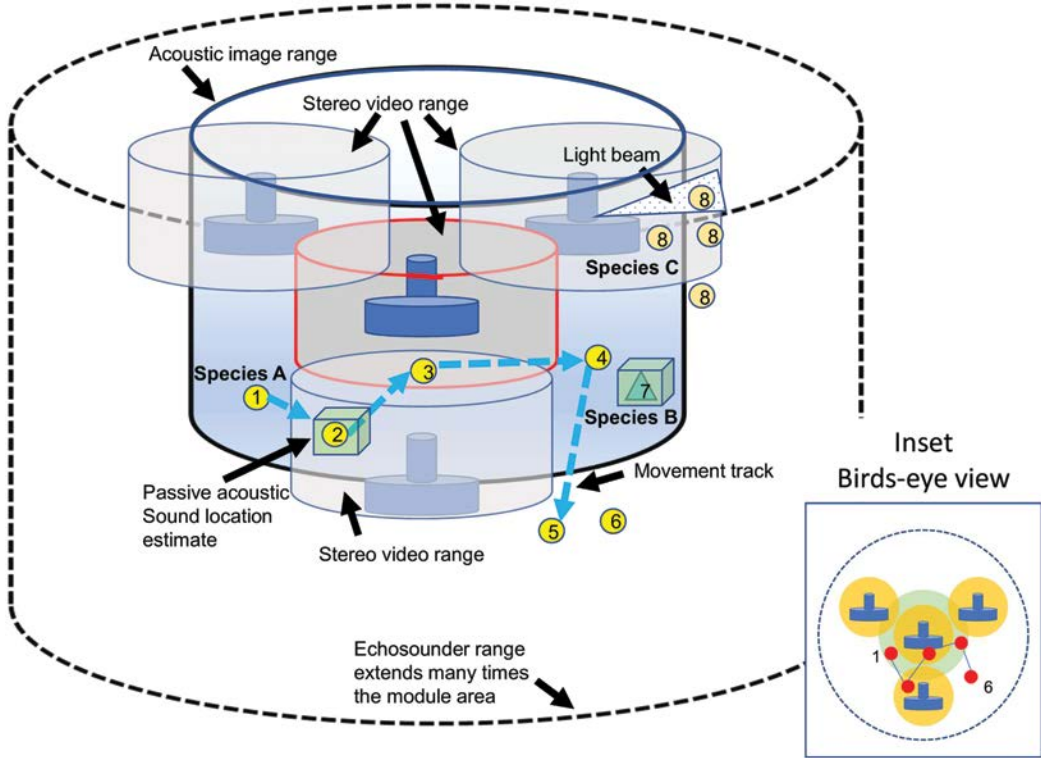 Acoustic image range
Stereo video range
Light beam
8
8
8
Species C
8
Species A
1
2
3
4
7
Species B
Passive acoustic
Sound location
estimate
Stereo video range
Movement track
5
6
Echosounder range
extends many times
the module area
Inset
Birds-eye view
1
6